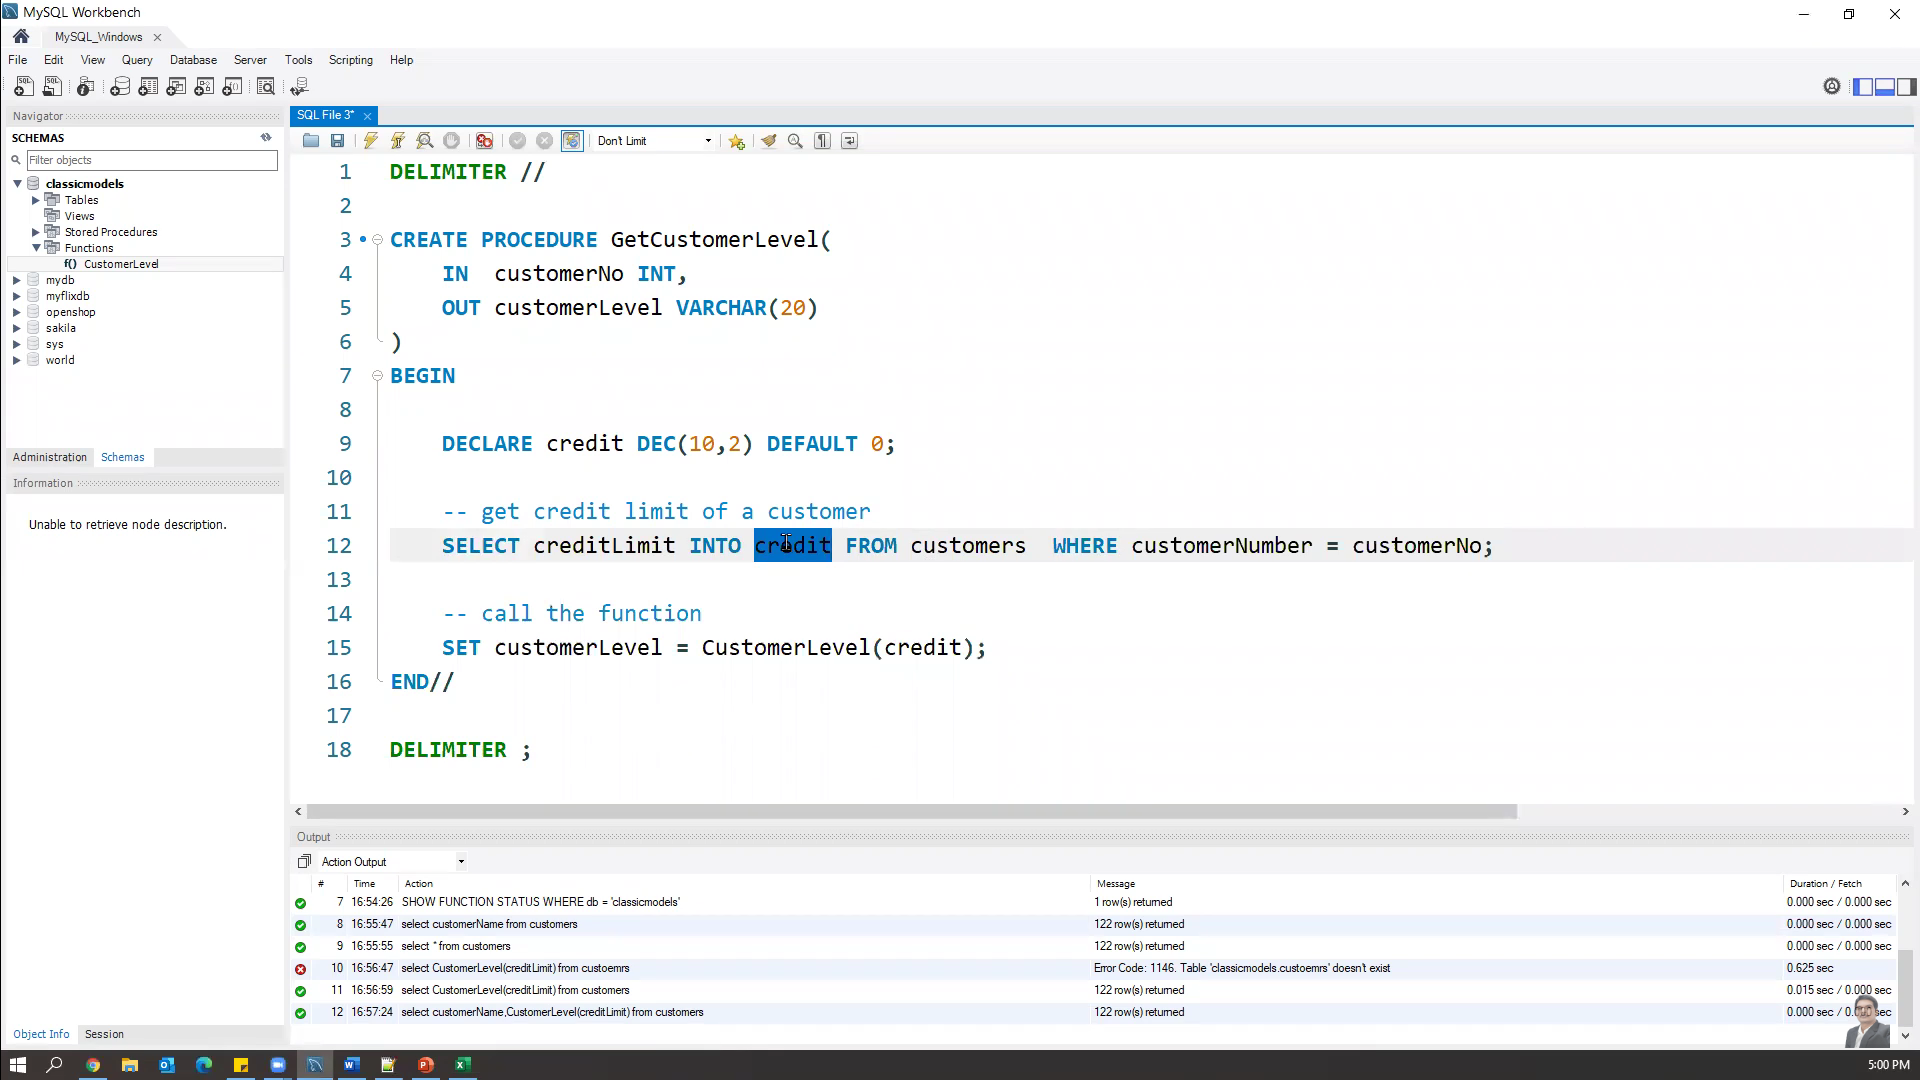 MySQL Workbench
MySQL_Windows
File Edit View Query Database Server Tools Scripting Help
Navigator
SCHEMAS
Filter objects
classicmodels
Tables
Views
Stored Procedures
Functions
f() CustomerLevel
mydb
myflixdb
openshop
sakila
sys
world
Administration Schemas
Information
Unable to retrieve node description.
Object Info Session
SQL File 3*
Don't Limit
1 DELIMITER //
2
3 CREATE PROCEDURE GetCustomerLevel(
4 IN  customerNo INT,
5 OUT customerLevel VARCHAR(20)
6 )
7 BEGIN
8
9 DECLARE credit DEC(10,2) DEFAULT 0;
10
11 -- get credit limit of a customer
12 SELECT creditLimit INTO credit FROM customers  WHERE customerNumber = customerNo;
13
14 -- call the function
15 SET customerLevel = CustomerLevel(credit);
16 END//
17
18 DELIMITER ;
Output
Action Output
# Time Action Message Duration / Fetch
7 16:54:26 SHOW FUNCTION STATUS WHERE db = 'classicmodels' 1 row(s) returned 0.000 sec / 0.000 sec
8 16:55:47 select customerName from customers 122 row(s) returned 0.000 sec / 0.000 sec
9 16:55:55 select * from customers 122 row(s) returned 0.000 sec / 0.000 sec
10 16:56:47 select CustomerLevel(creditLimit) from custoemrs Error Code: 1146. Table 'classicmodels.custoemrs' doesn't exist 0.625 sec
11 16:56:59 select CustomerLevel(creditLimit) from customers 122 row(s) returned 0.015 sec / 0.000 sec
12 16:57:24 select customerName,CustomerLevel(creditLimit) from customers 122 row(s) returned 0.000 sec / 0.000 sec
5:00 PM